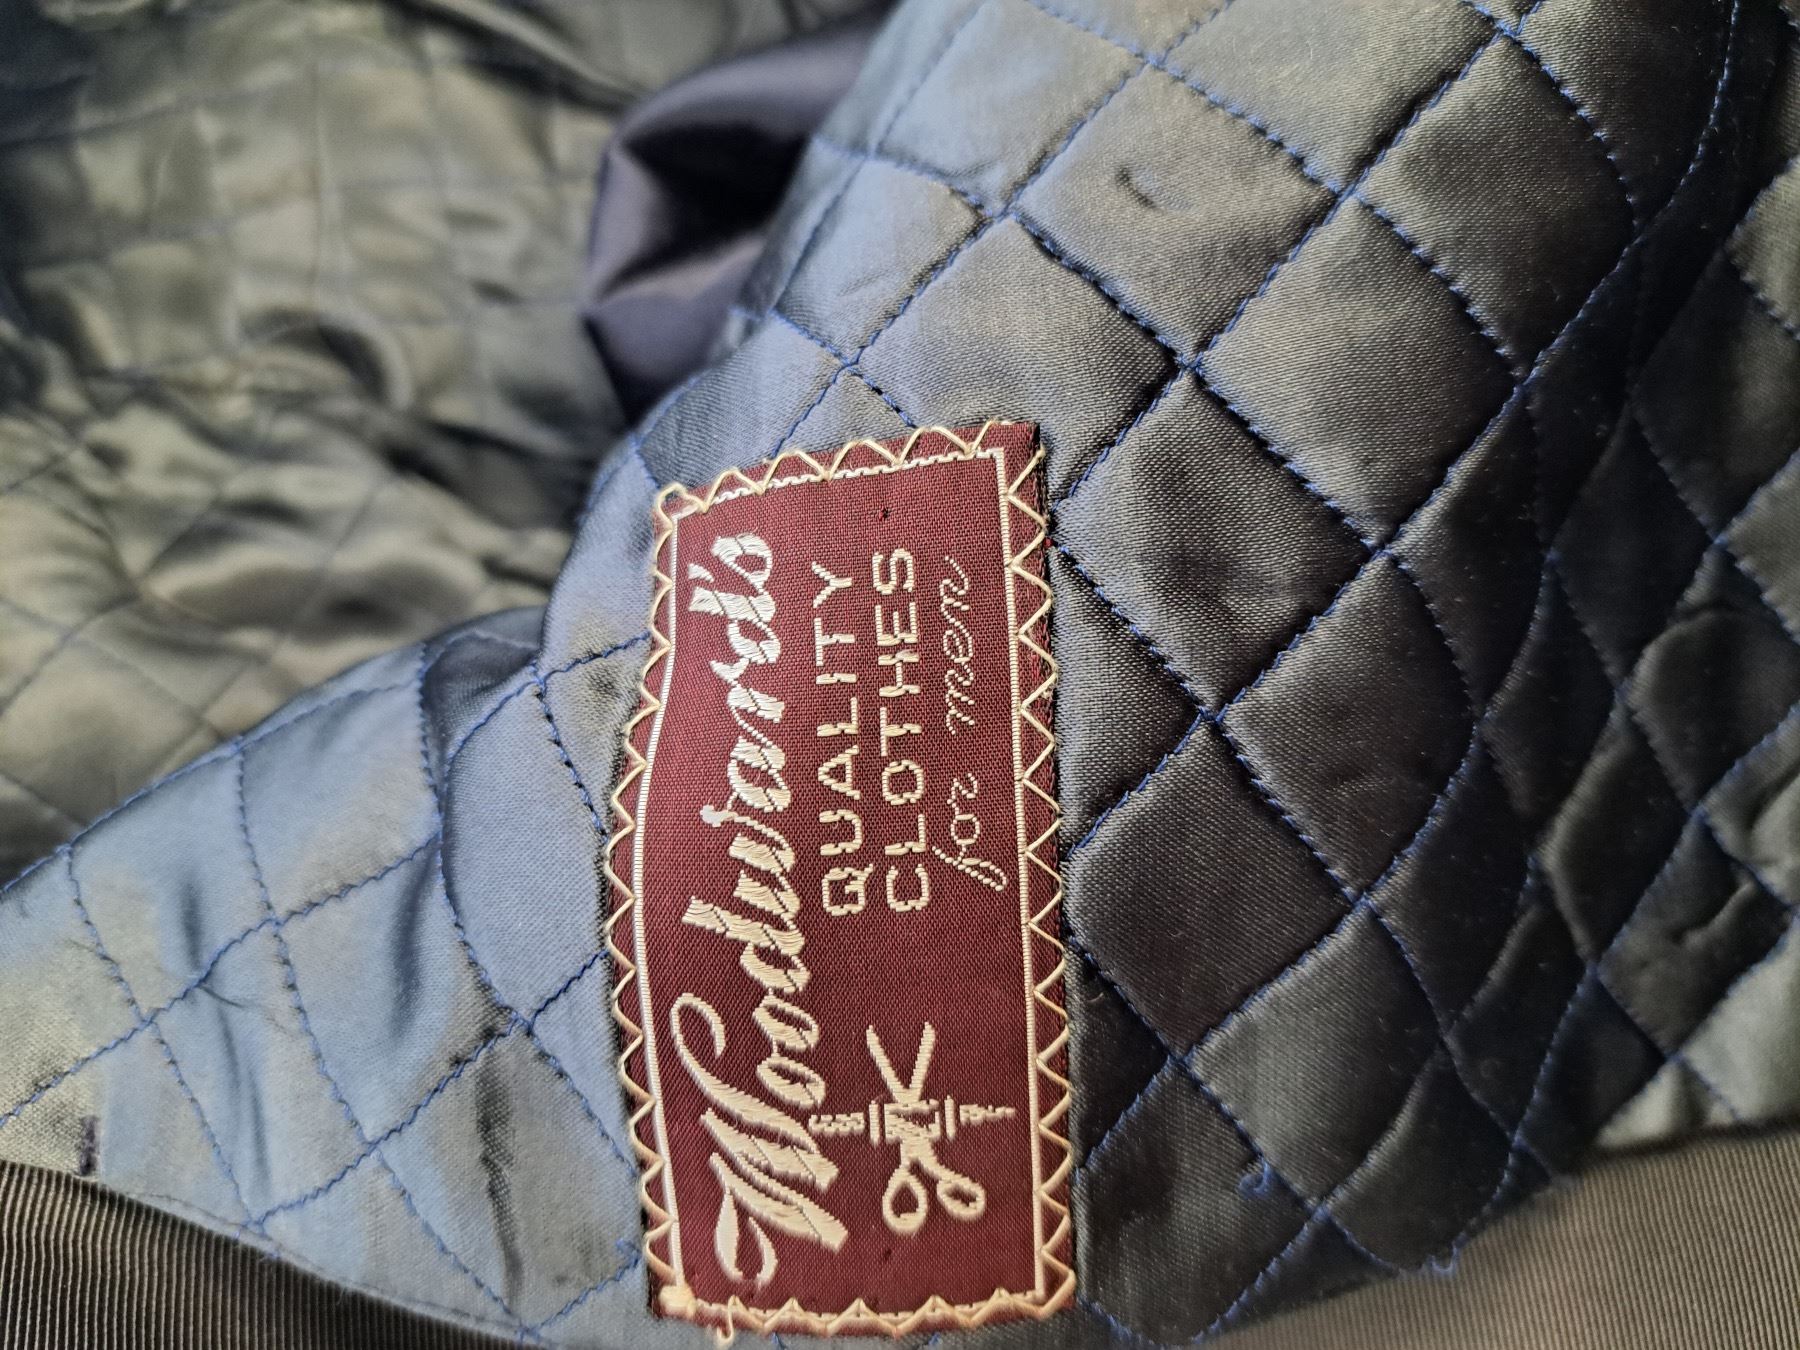 Woodward's
QUALITY
CLOTHES
for men